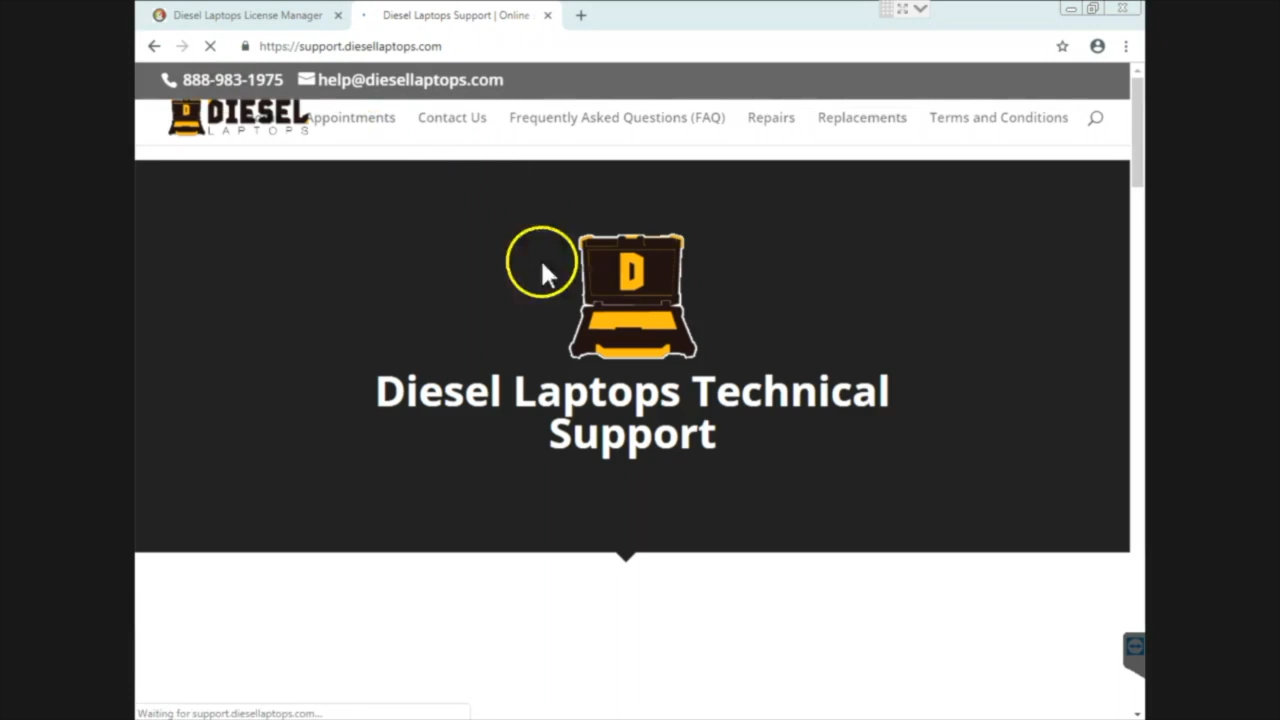 Diesel Laptops License Manager
Diesel Laptops Support | Online
https://support.diesellaptops.com
888-983-1975 help@diesellaptops.com
D DIESEL
LAPTOPS
Appointments Contact Us Frequently Asked Questions (FAQ) Repairs Replacements Terms and Conditions
D
Diesel Laptops Technical
Support
Waiting for support.diesellaptops.com...